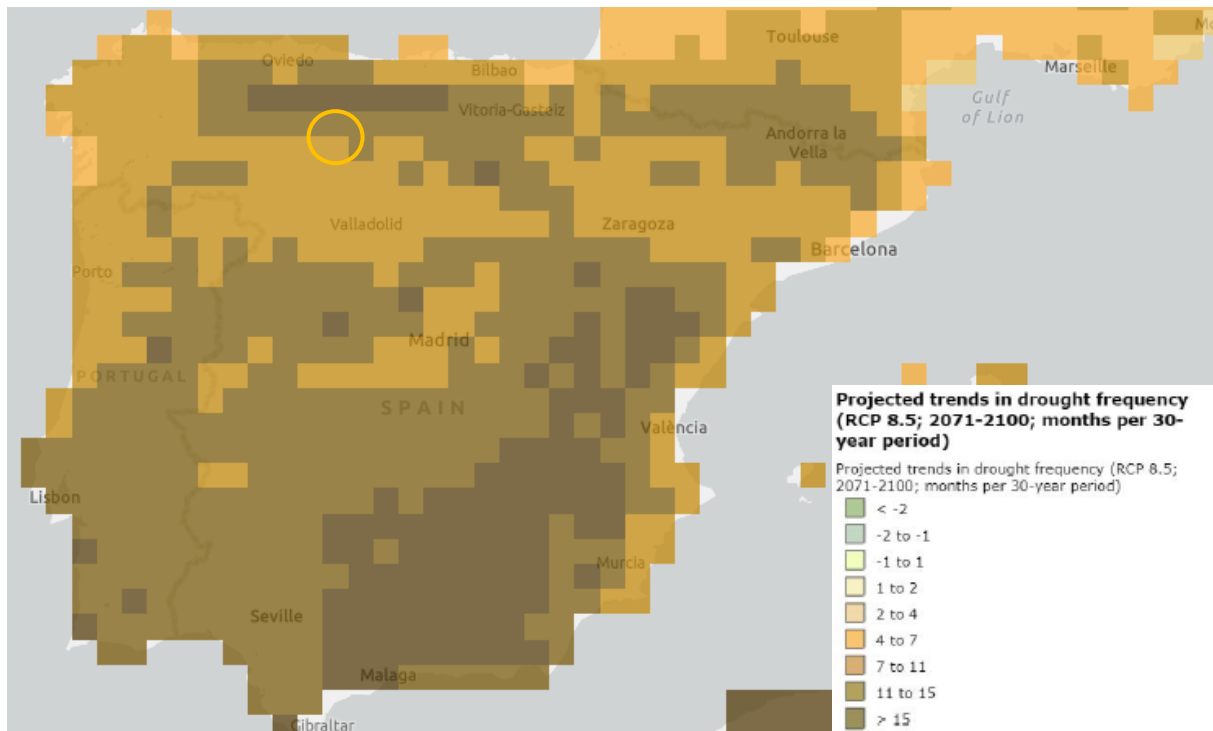 Toulouse
Mo
Oviedo
Bilbao
Marseille
Vitoria-Gasteiz
Gulf
of Lion
Andorra la
Vella
Valladolid
Zaragoza
Barcelona
Porto
Madrid
PORTUGAL
SPAIN
València
Lisbon
Murcia
Seville
Malaga
Gibraltar
Projected trends in drought frequency
(RCP 8.5; 2071-2100; months per 30-
year period)
Projected trends in drought frequency (RCP 8.5;
2071-2100; months per 30-year period)
< -2
-2 to -1
-1 to 1
1 to 2
2 to 4
4 to 7
7 to 11
11 to 15
> 15